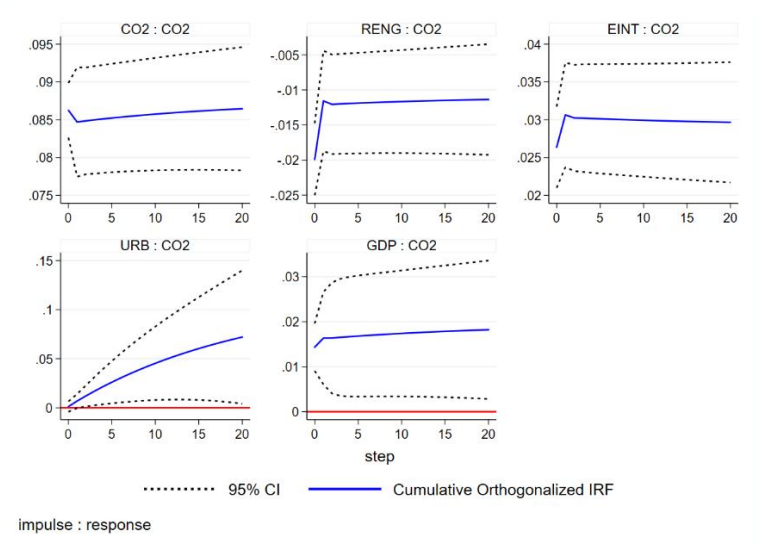 CO2 : CO2
.095
.09
.085
.08
.075
0 5 10 15 20
RENG : CO2
-.005
-.01
-.015
-.02
-.025
0 5 10 15 20
EINT : CO2
.04
.035
.03
.025
.02
0 5 10 15 20
URB : CO2
.15
.1
.05
0
0 5 10 15 20
GDP : CO2
.03
.02
.01
0
0 5 10 15 20
step
95% CI Cumulative Orthogonalized IRF
impulse : response